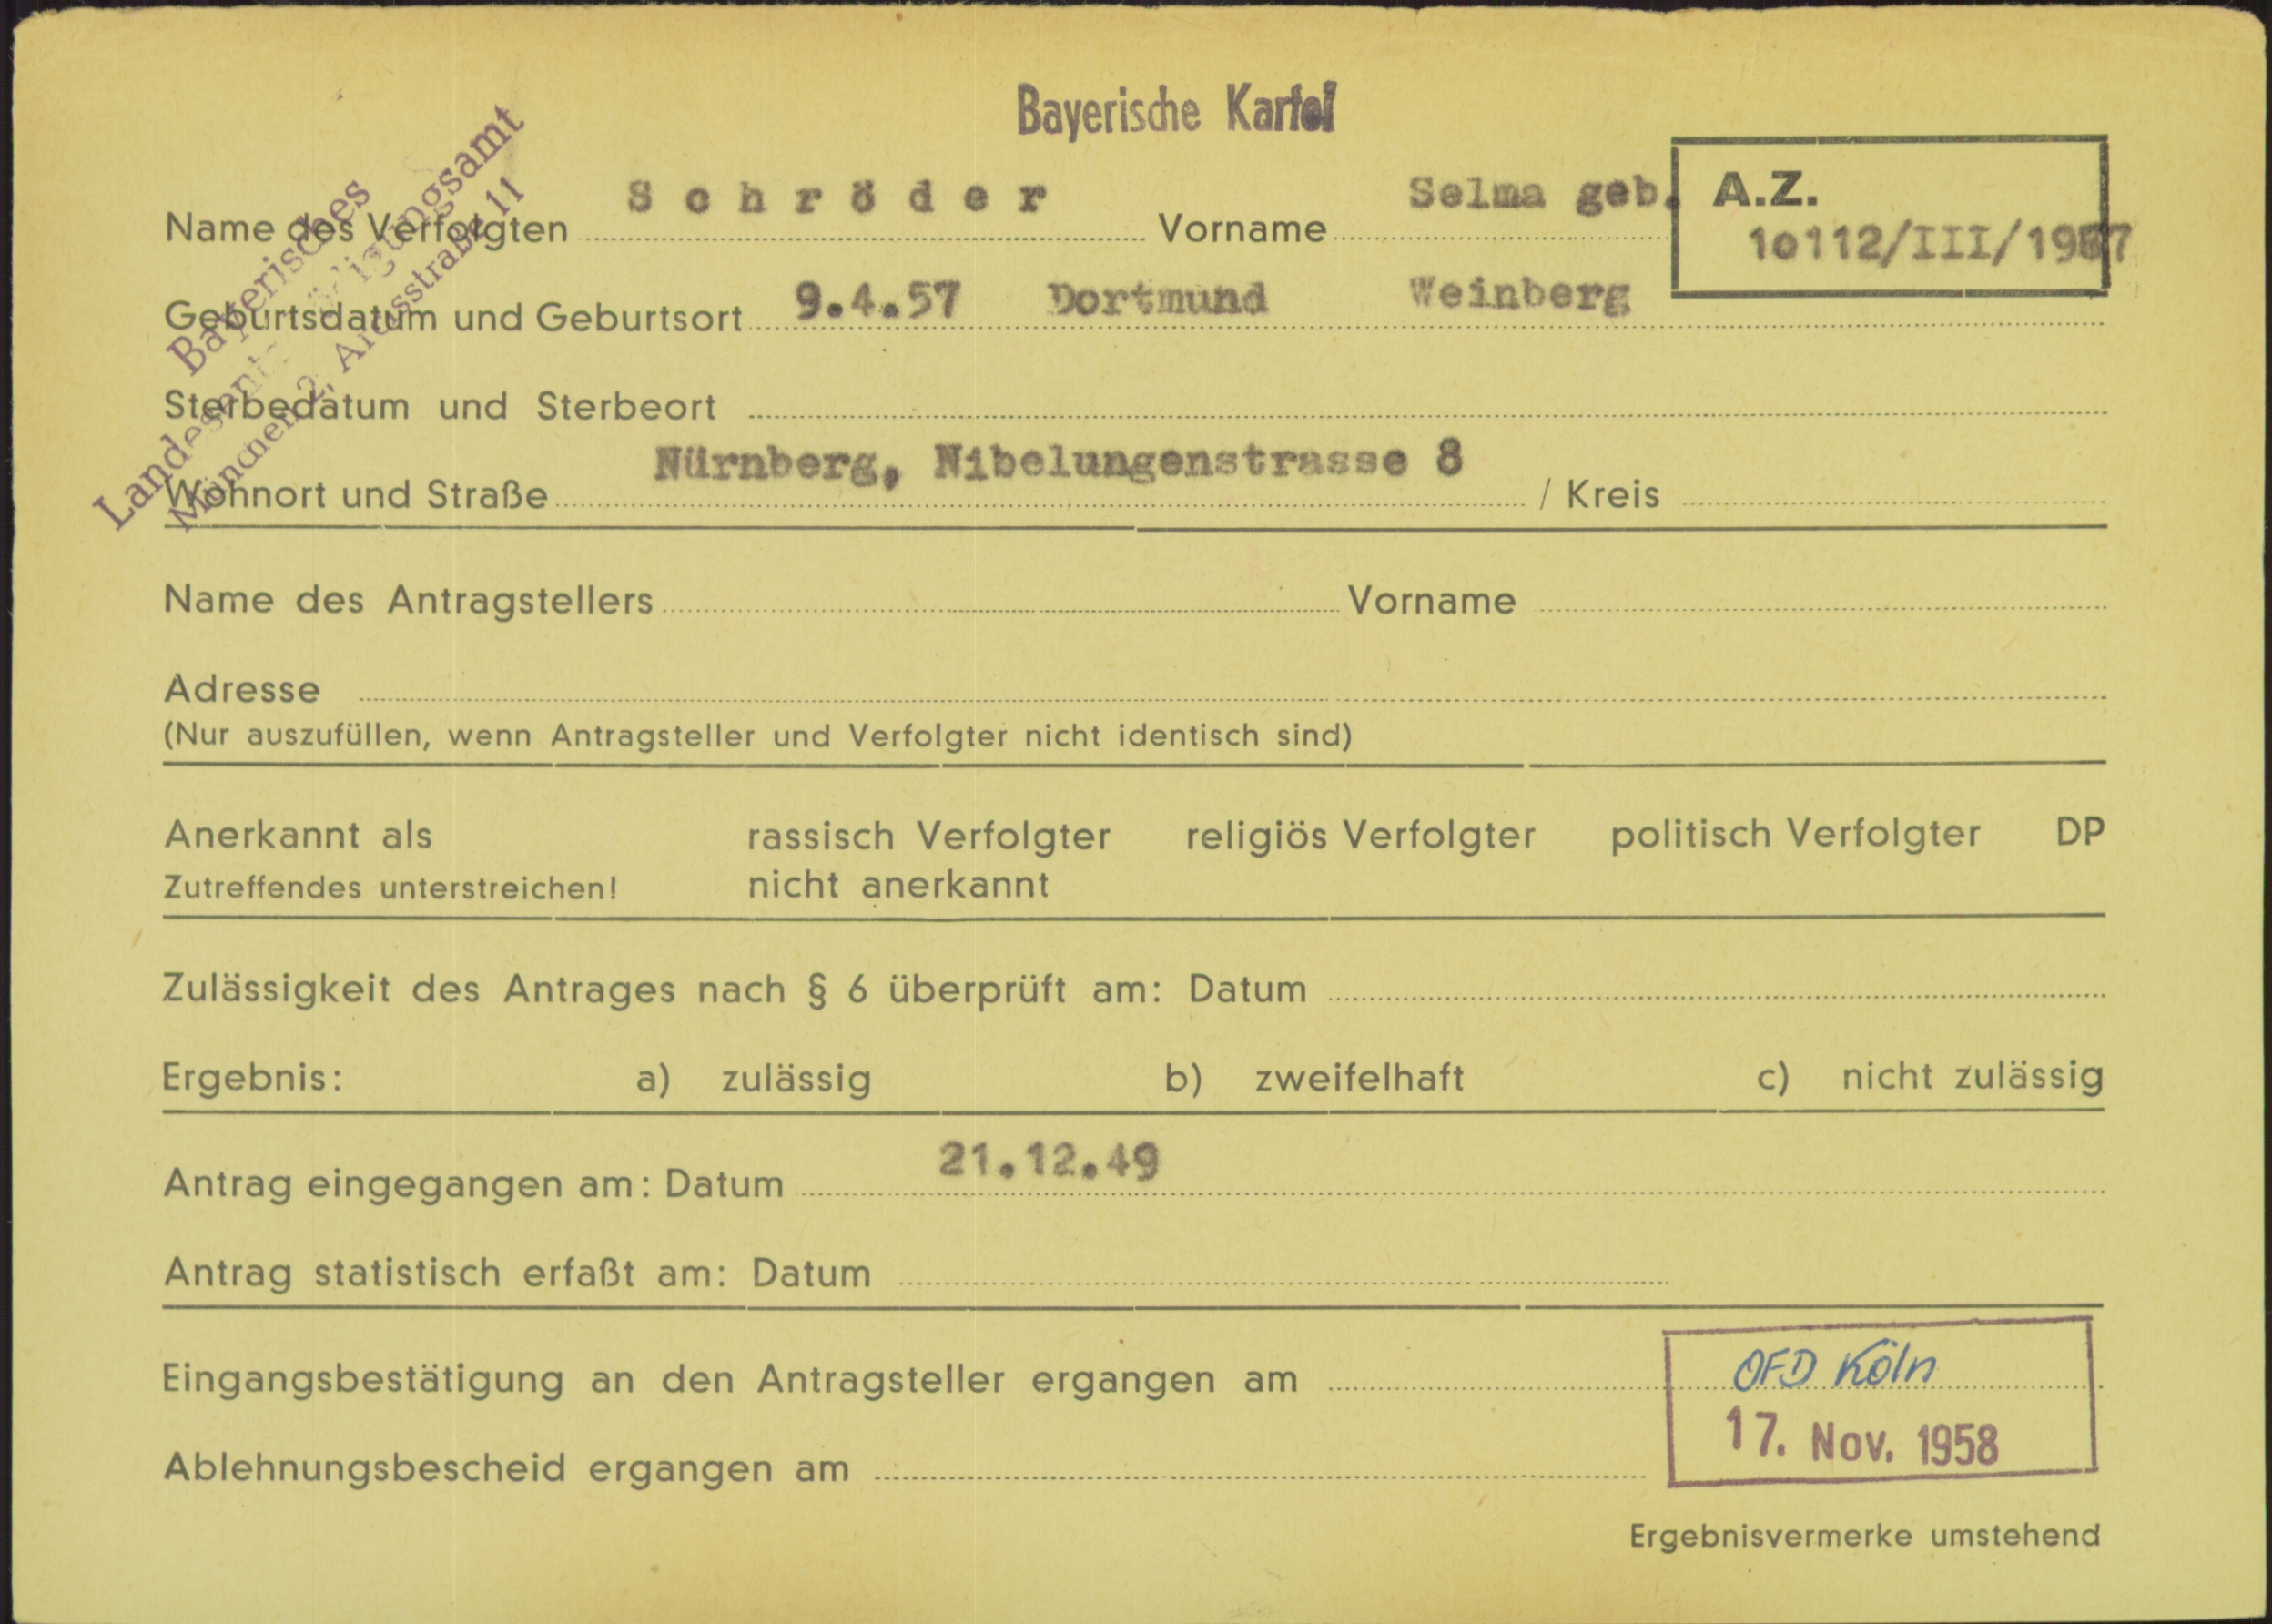 Bayerische Kartei
Bayerisches
München 2,
Name des Verfolgten Schröder Vorname Selma geb.
A.Z.
10112/III/1957
Geburtsdatum und Geburtsort 9.4.57 Dortmund Weinberg
Sterbedatum und Sterbeort
Wohnort und Straße Nürnberg, Nibelungenstrasse 8 / Kreis
Name des Antragstellers Vorname
Adresse
(Nur auszufüllen, wenn Antragsteller und Verfolgter nicht identisch sind)
Anerkannt als rassisch Verfolgter religiös Verfolgter politisch Verfolgter DP
Zutreffendes unterstreichen! nicht anerkannt
Zulässigkeit des Antrages nach § 6 überprüft am: Datum
Ergebnis: a) zulässig b) zweifelhaft c) nicht zulässig
Antrag eingegangen am: Datum 21.12.49
Antrag statistisch erfaßt am: Datum
Eingangsbestätigung an den Antragsteller ergangen am
OFD Köln
17. Nov. 1958
Ablehnungsbescheid ergangen am
Ergebnisvermerke umstehend